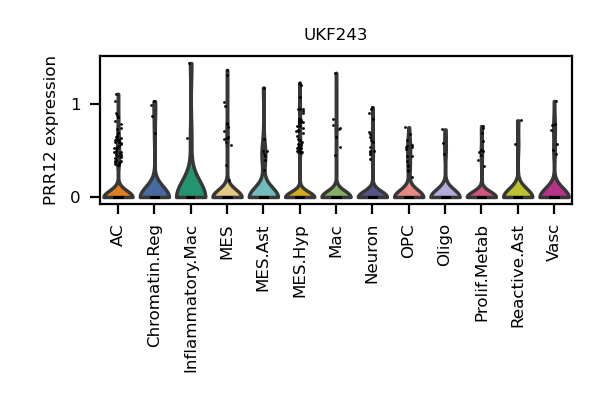 UKF243
PRR12 expression
1
0
AC
Chromatin.Reg
Inflammatory.Mac
MES
MES.Ast
MES.Hyp
Mac
Neuron
OPC
Oligo
Prolif.Metab
Reactive.Ast
Vasc